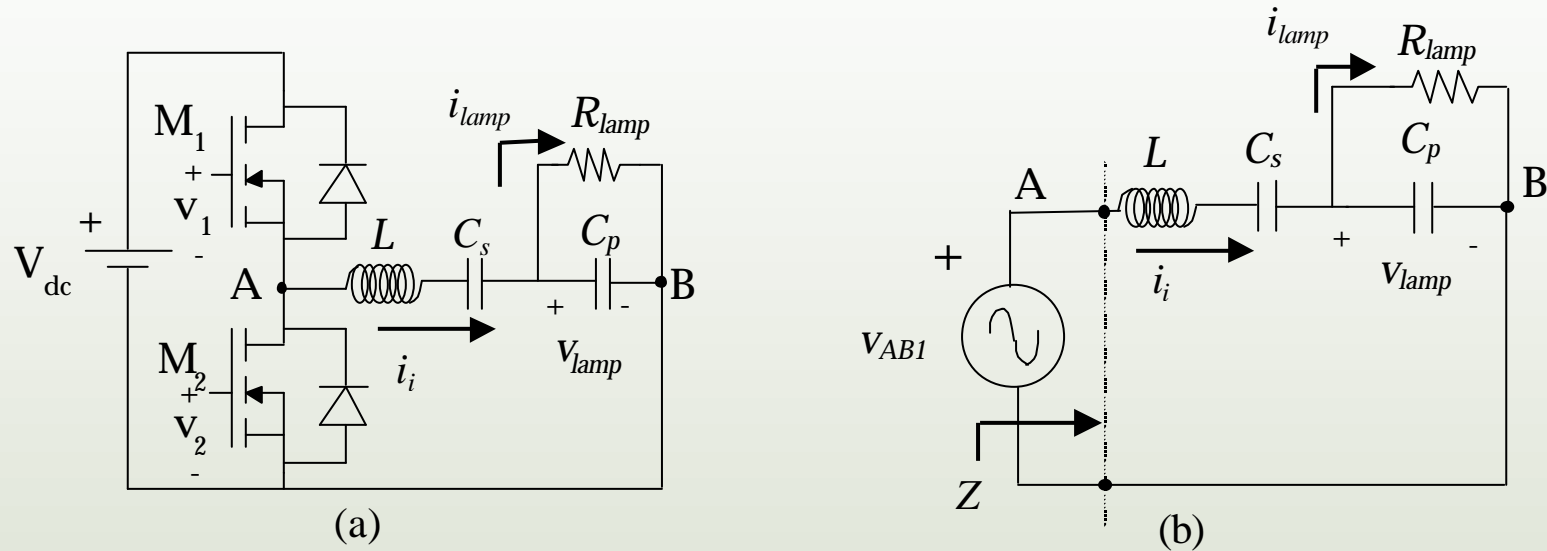 M1
+
v1
-
+
Vdc
A
M2
+
v2
-
L
Cs
ii
ilamp
Rlamp
Cp
+
-
vlamp
B
(a)
A
+
vAB1
Z
L
Cs
ii
ilamp
Rlamp
Cp
+
-
vlamp
B
(b)